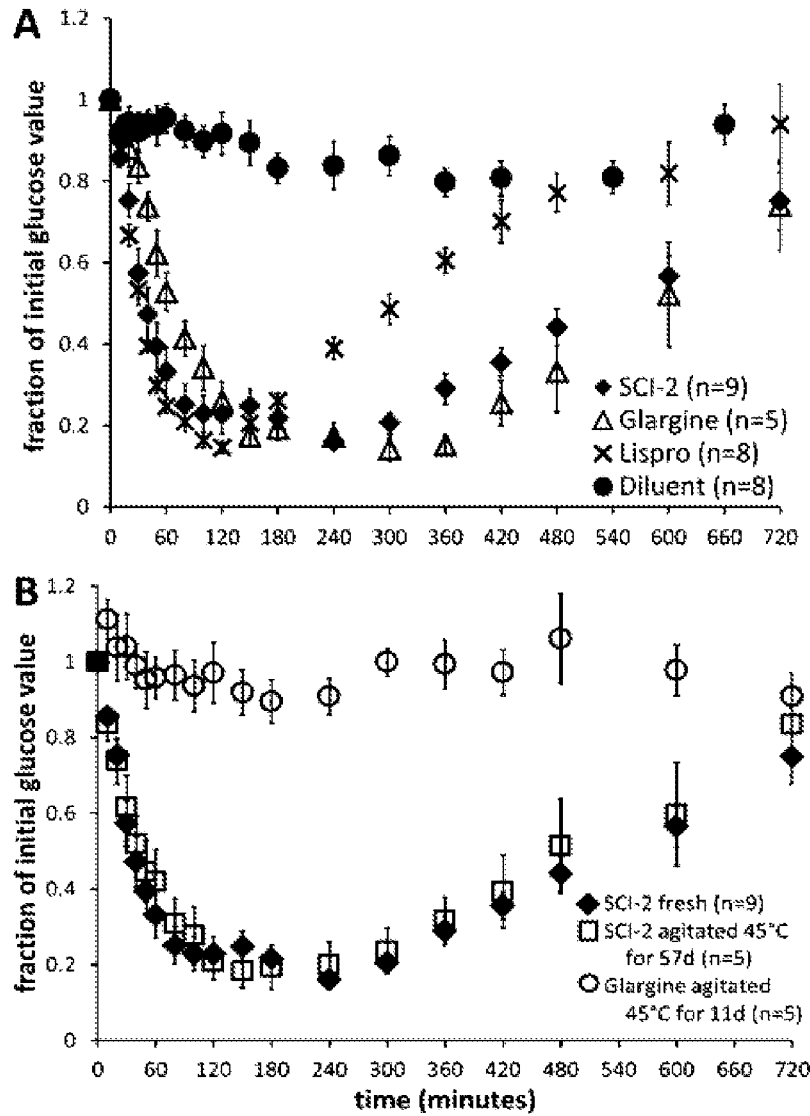 A
fraction of initial glucose value
1.2
1
0.8
0.6
0.4
0.2
0
0 60 120 180 240 300 360 420 480 540 600 660 720
SCI-2 (n=9)
Glargine (n=5)
Lispro (n=8)
Diluent (n=8)
B
fraction of initial glucose value
1.2
1
0.8
0.6
0.4
0.2
0
0 60 120 180 240 300 360 420 480 540 600 660 720
SCI-2 fresh (n=9)
SCI-2 agitated 45°C
for 57d (n=5)
Glargine agitated
45°C for 11d (n=5)
time (minutes)